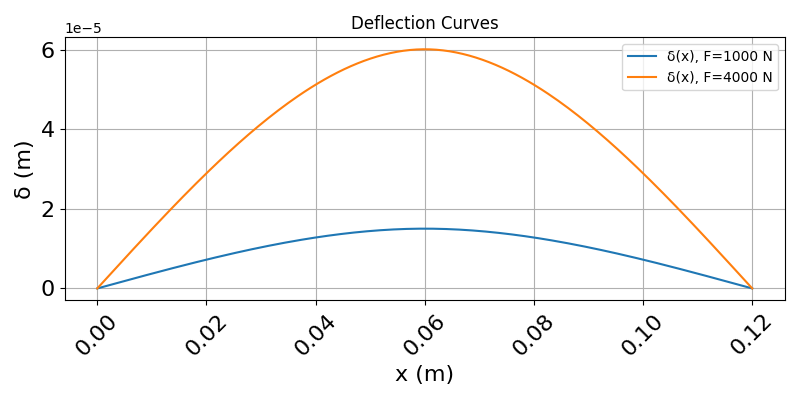 Deflection Curves
1e−5
δ(x), F=1000 N
δ(x), F=4000 N
6
4
2
0
δ (m)
0.00 0.02 0.04 0.06 0.08 0.10 0.12
x (m)